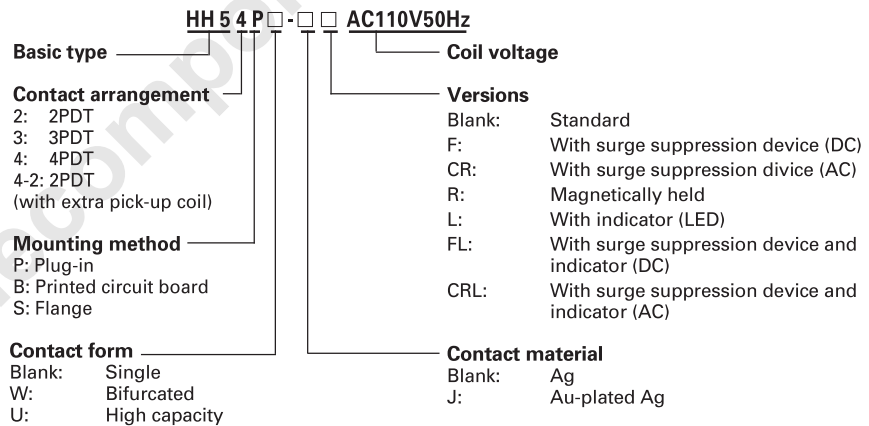 HH 5 4 P□-□□ AC110V50Hz
Basic type
Coil voltage
Contact arrangement
2: 2PDT
3: 3PDT
4: 4PDT
4-2: 2PDT
(with extra pick-up coil)
Mounting method
P: Plug-in
B: Printed circuit board
S: Flange
Contact form
Blank: Single
W: Bifurcated
U: High capacity
Versions
Blank: Standard
F: With surge suppression device (DC)
CR: With surge suppression divice (AC)
R: Magnetically held
L: With indicator (LED)
FL: With surge suppression device and
indicator (DC)
CRL: With surge suppression device and
indicator (AC)
Contact material
Blank: Ag
J: Au-plated Ag